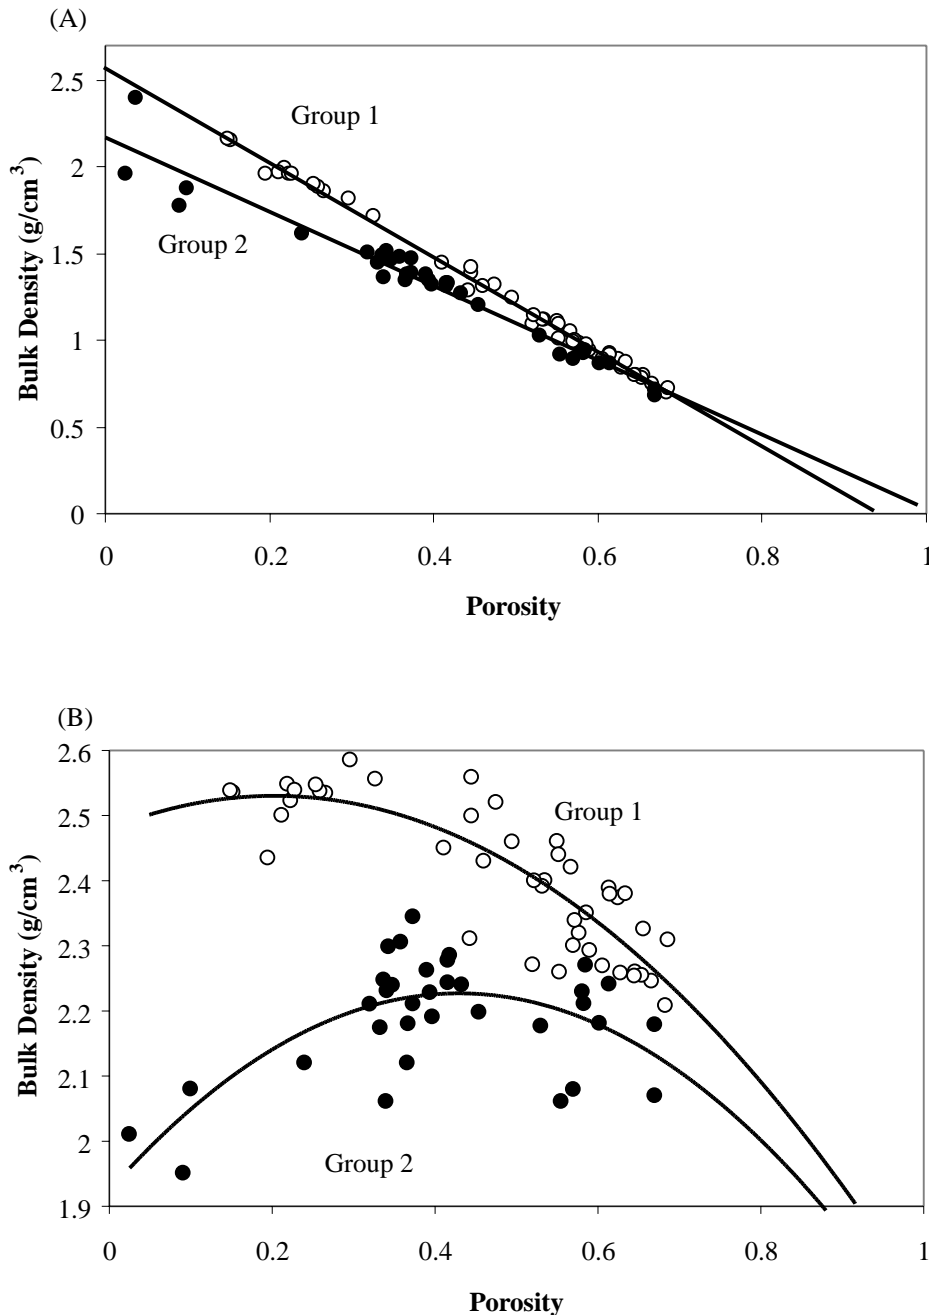 (A)
2.5
2
1.5
1
0.5
0
Bulk Density (g/cm³)
Group 1
Group 2
0 0.2 0.4 0.6 0.8 1
Porosity
(B)
2.6
2.5
2.4
2.3
2.2
2.1
2
1.9
Bulk Density (g/cm³)
Group 1
Group 2
0 0.2 0.4 0.6 0.8 1
Porosity